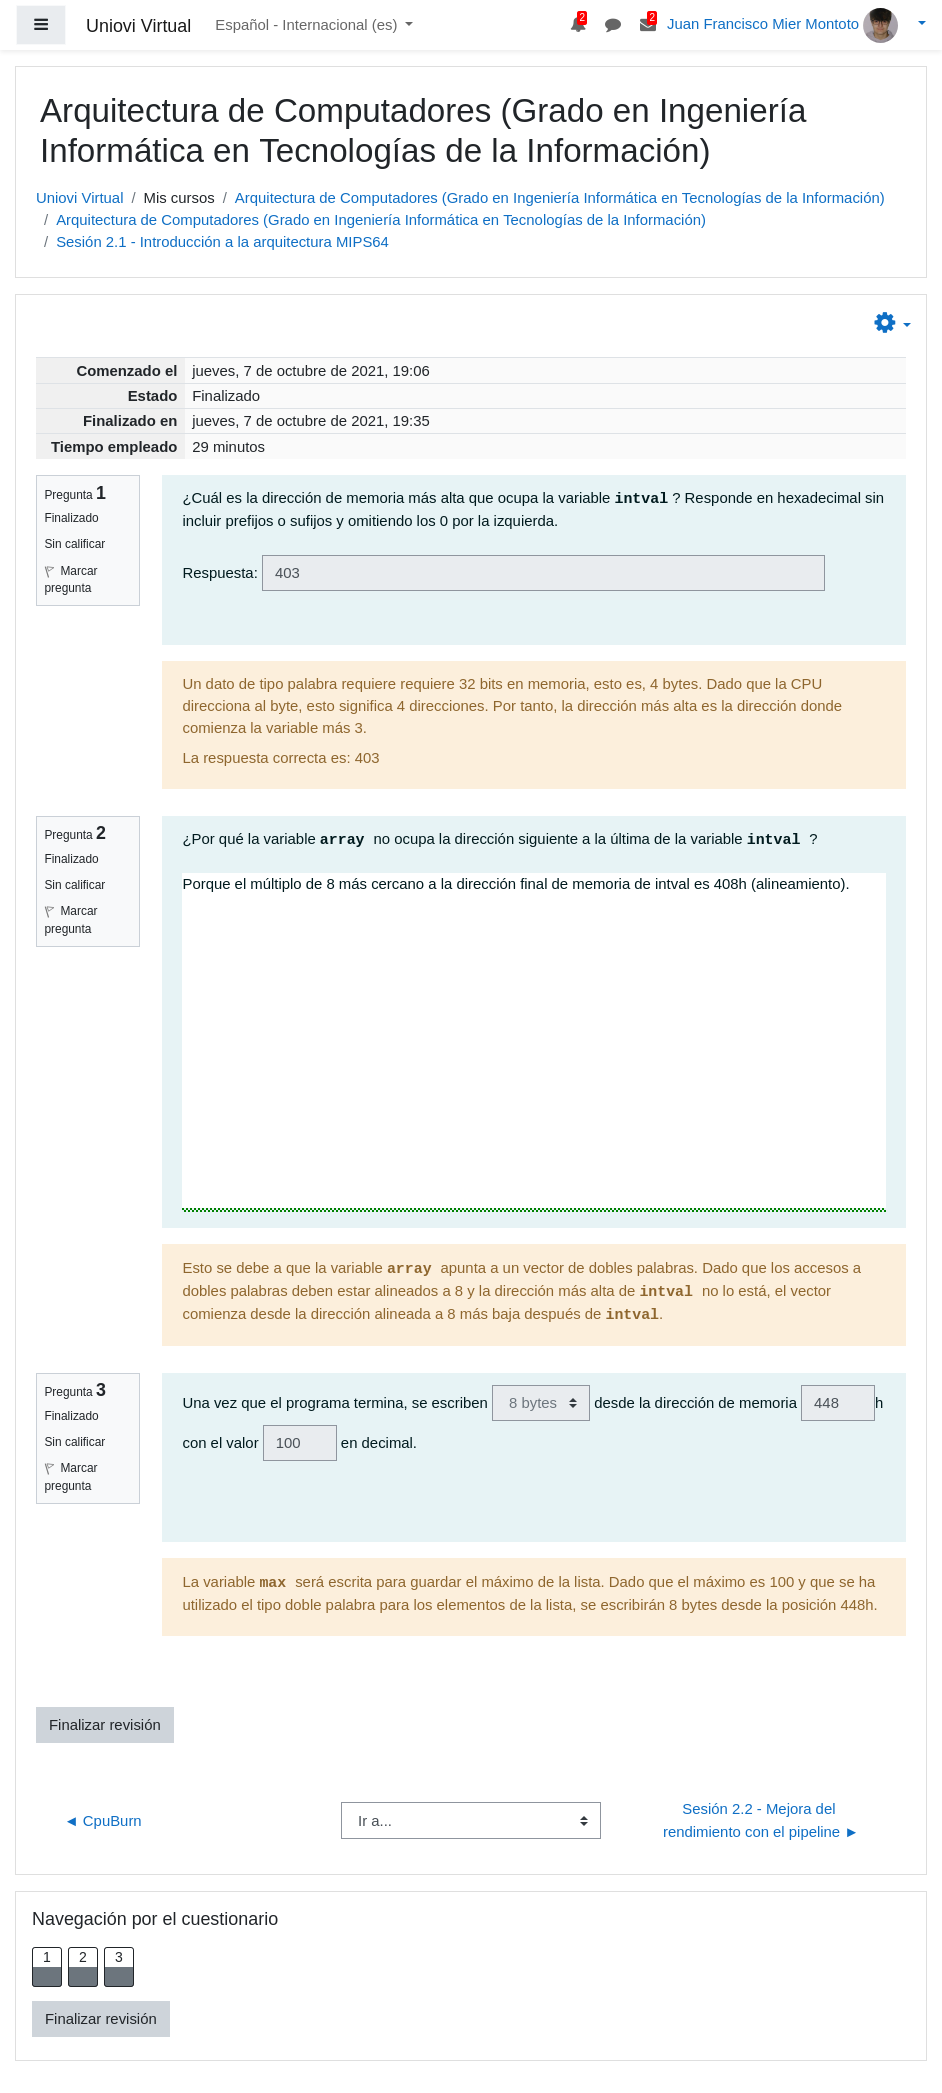 Uniovi Virtual Español - Internacional (es) 2 2 Juan Francisco Mier Montoto
Arquitectura de Computadores (Grado en Ingeniería
Informática en Tecnologías de la Información)
Uniovi Virtual / Mis cursos / Arquitectura de Computadores (Grado en Ingeniería Informática en Tecnologías de la Información)
/ Arquitectura de Computadores (Grado en Ingeniería Informática en Tecnologías de la Información)
/ Sesión 2.1 - Introducción a la arquitectura MIPS64
Comenzado el jueves, 7 de octubre de 2021, 19:06
Estado Finalizado
Finalizado en jueves, 7 de octubre de 2021, 19:35
Tiempo empleado 29 minutos
Pregunta 1
Finalizado
Sin calificar
Marcar
pregunta
¿Cuál es la dirección de memoria más alta que ocupa la variable intval ? Responde en hexadecimal sin
incluir prefijos o sufijos y omitiendo los 0 por la izquierda.
Respuesta: 403
Un dato de tipo palabra requiere requiere 32 bits en memoria, esto es, 4 bytes. Dado que la CPU
direcciona al byte, esto significa 4 direcciones. Por tanto, la dirección más alta es la dirección donde
comienza la variable más 3.
La respuesta correcta es: 403
Pregunta 2
Finalizado
Sin calificar
Marcar
pregunta
¿Por qué la variable array no ocupa la dirección siguiente a la última de la variable intval ?
Porque el múltiplo de 8 más cercano a la dirección final de memoria de intval es 408h (alineamiento).
Esto se debe a que la variable array apunta a un vector de dobles palabras. Dado que los accesos a
dobles palabras deben estar alineados a 8 y la dirección más alta de intval no lo está, el vector
comienza desde la dirección alineada a 8 más baja después de intval.
Pregunta 3
Finalizado
Sin calificar
Marcar
pregunta
Una vez que el programa termina, se escriben 8 bytes desde la dirección de memoria 448 h
con el valor 100 en decimal.
La variable max será escrita para guardar el máximo de la lista. Dado que el máximo es 100 y que se ha
utilizado el tipo doble palabra para los elementos de la lista, se escribirán 8 bytes desde la posición 448h.
Finalizar revisión
◄ CpuBurn
Ir a...
Sesión 2.2 - Mejora del
rendimiento con el pipeline ►
Navegación por el cuestionario
1 2 3
Finalizar revisión